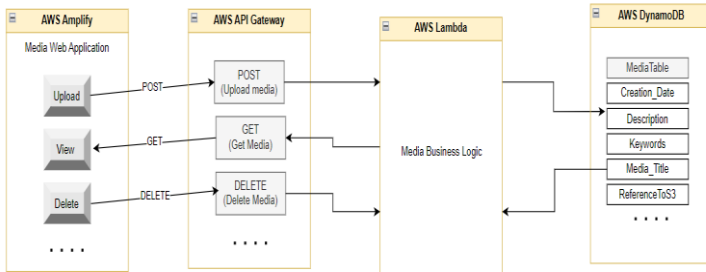 AWS Amplify
Media Web Application
Upload
View
Delete
. . . .
POST
GET
DELETE
AWS API Gateway
POST
(Upload media)
GET
(Get Media)
DELETE
(Delete Media)
. . . .
AWS Lambda
Media Business Logic
AWS DynamoDB
MediaTable
Creation_Date
Description
Keywords
Media_Title
ReferenceToS3
. . . .